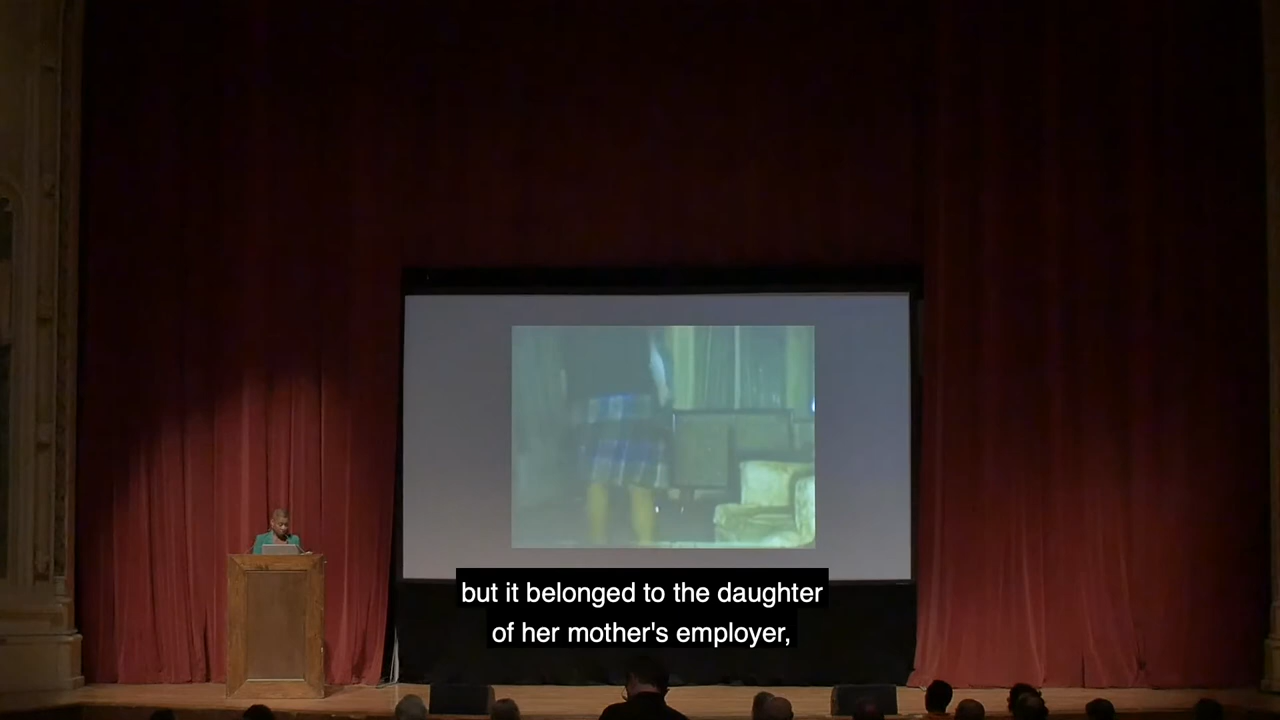 but it belonged to the daughter
of her mother's employer,